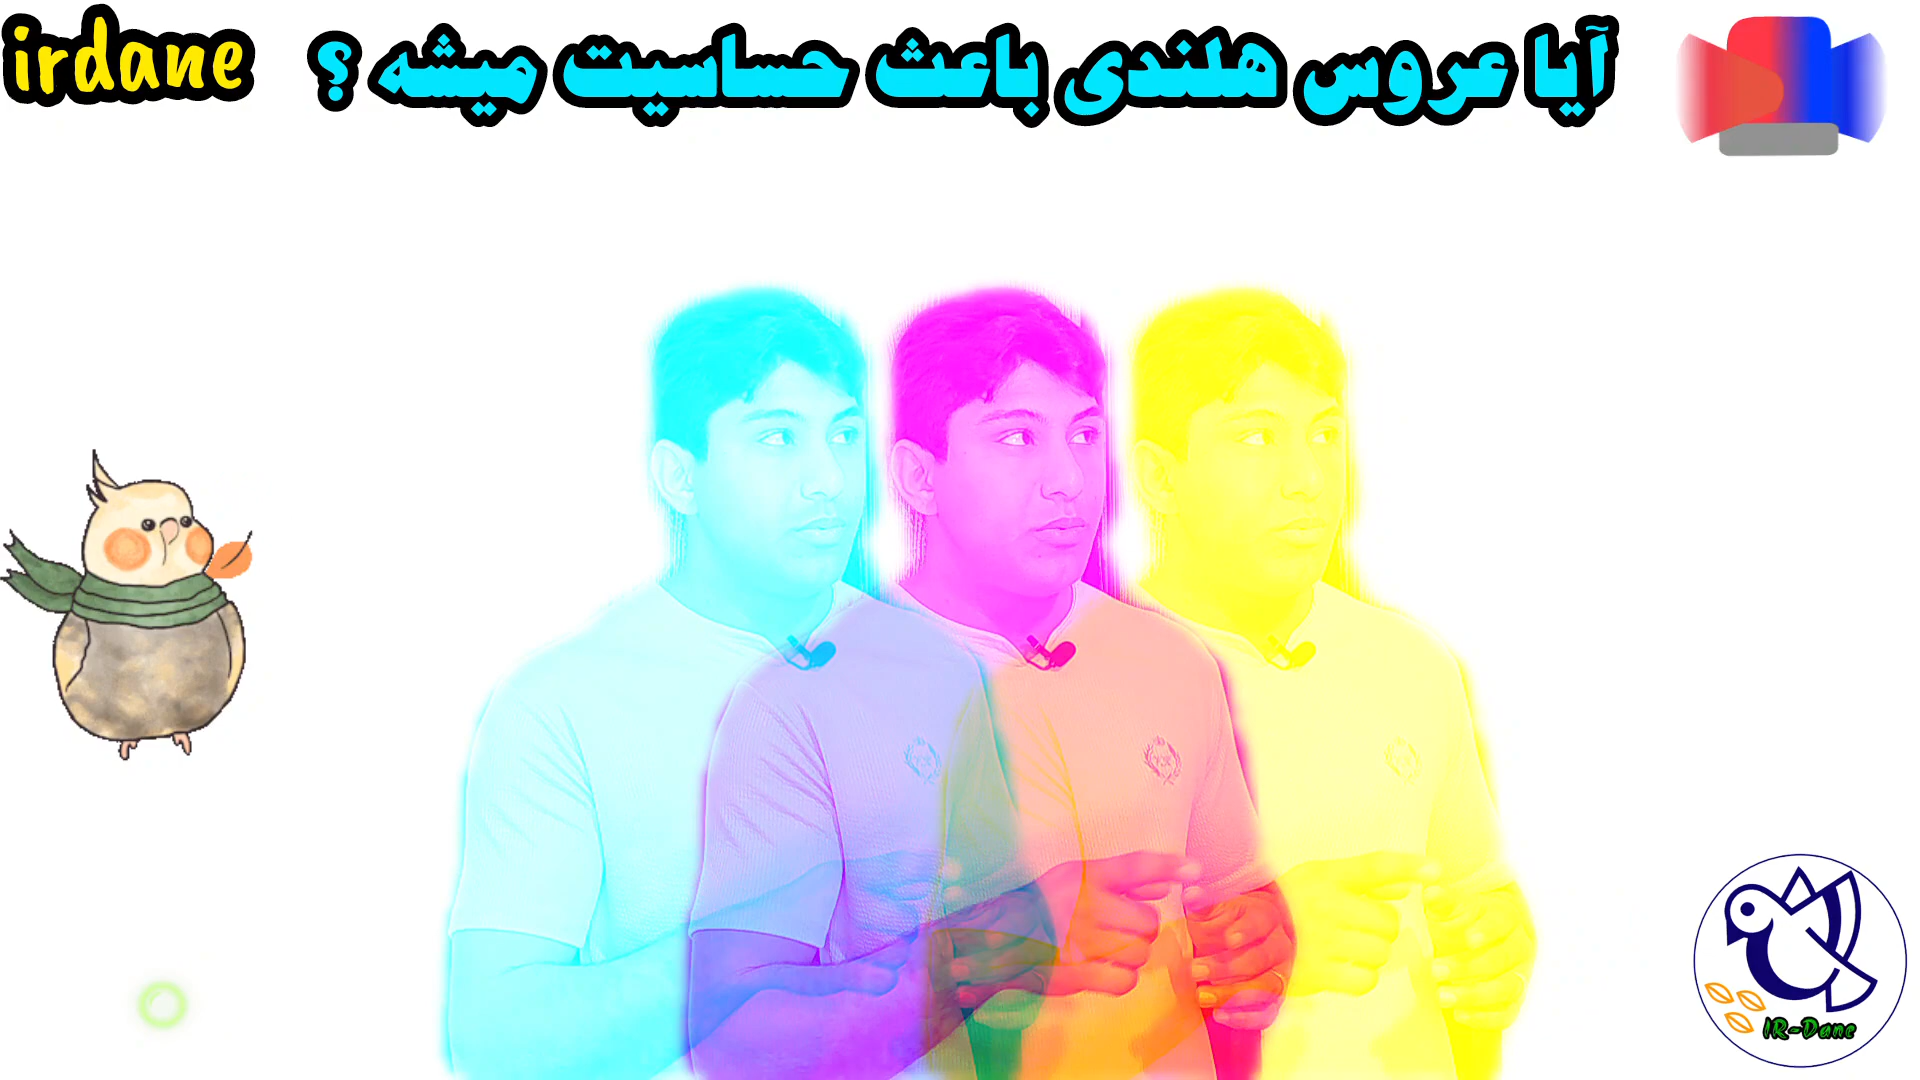 irdane
آیا عروس هلندی باعث حساسیت میشه ؟
IR-Dane